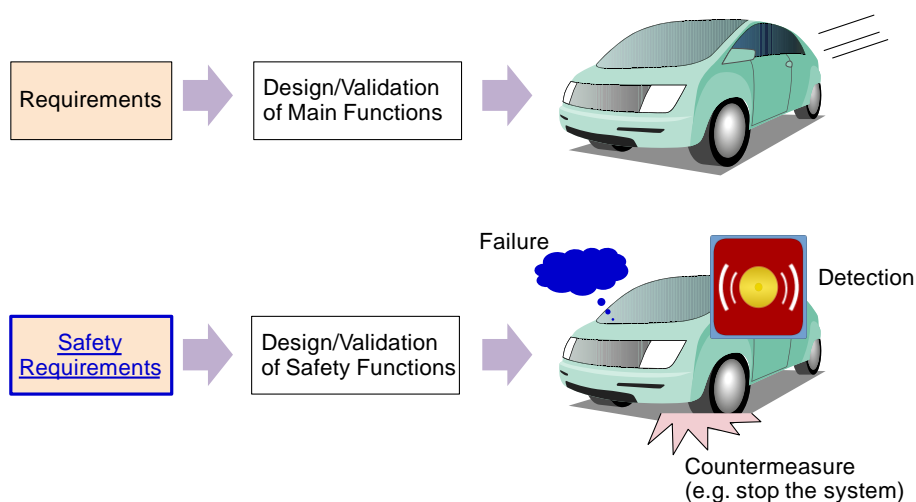 Requirements
Design/Validation
of Main Functions
Failure
Detection
Safety
Requirements
Design/Validation
of Safety Functions
Countermeasure
(e.g. stop the system)